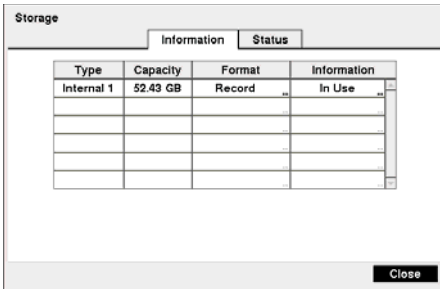 Storage
Information Status
Type Capacity Format Information
Internal 1 52.43 GB Record ... In Use ...
Close